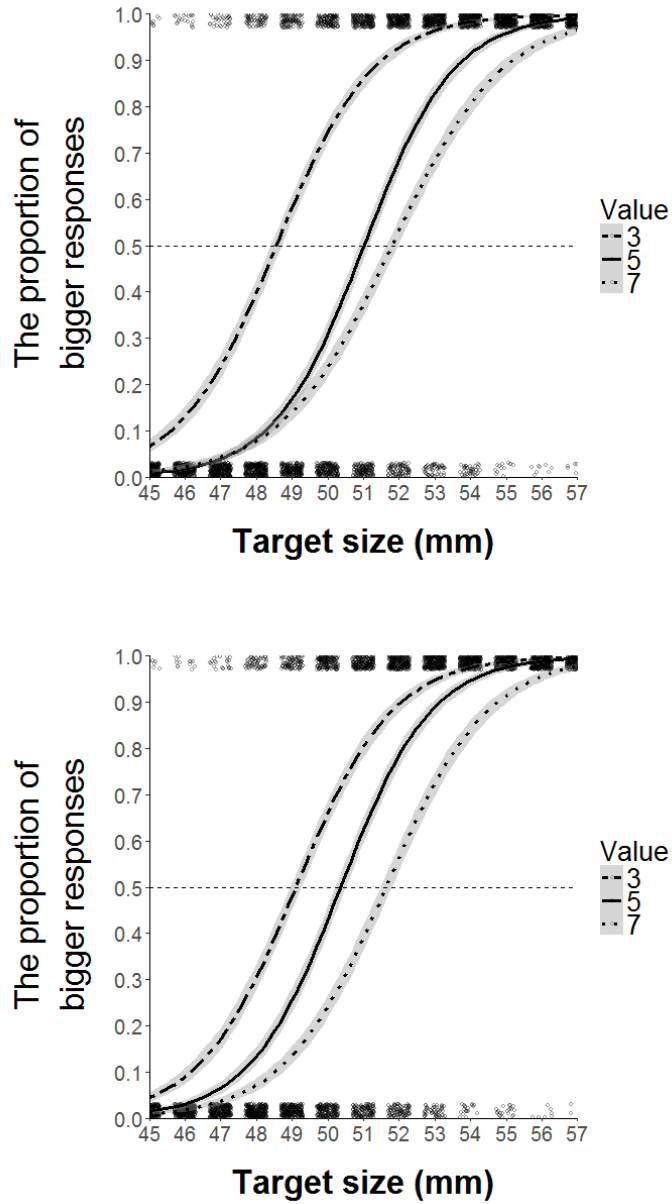 The proportion of
bigger responses
1.0
0.9
0.8
0.7
0.6
0.5
0.4
0.3
0.2
0.1
0.0
45 46 47 48 49 50 51 52 53 54 55 56 57
Target size (mm)
Value
3
5
7
The proportion of
bigger responses
1.0
0.9
0.8
0.7
0.6
0.5
0.4
0.3
0.2
0.1
0.0
45 46 47 48 49 50 51 52 53 54 55 56 57
Target size (mm)
Value
3
5
7